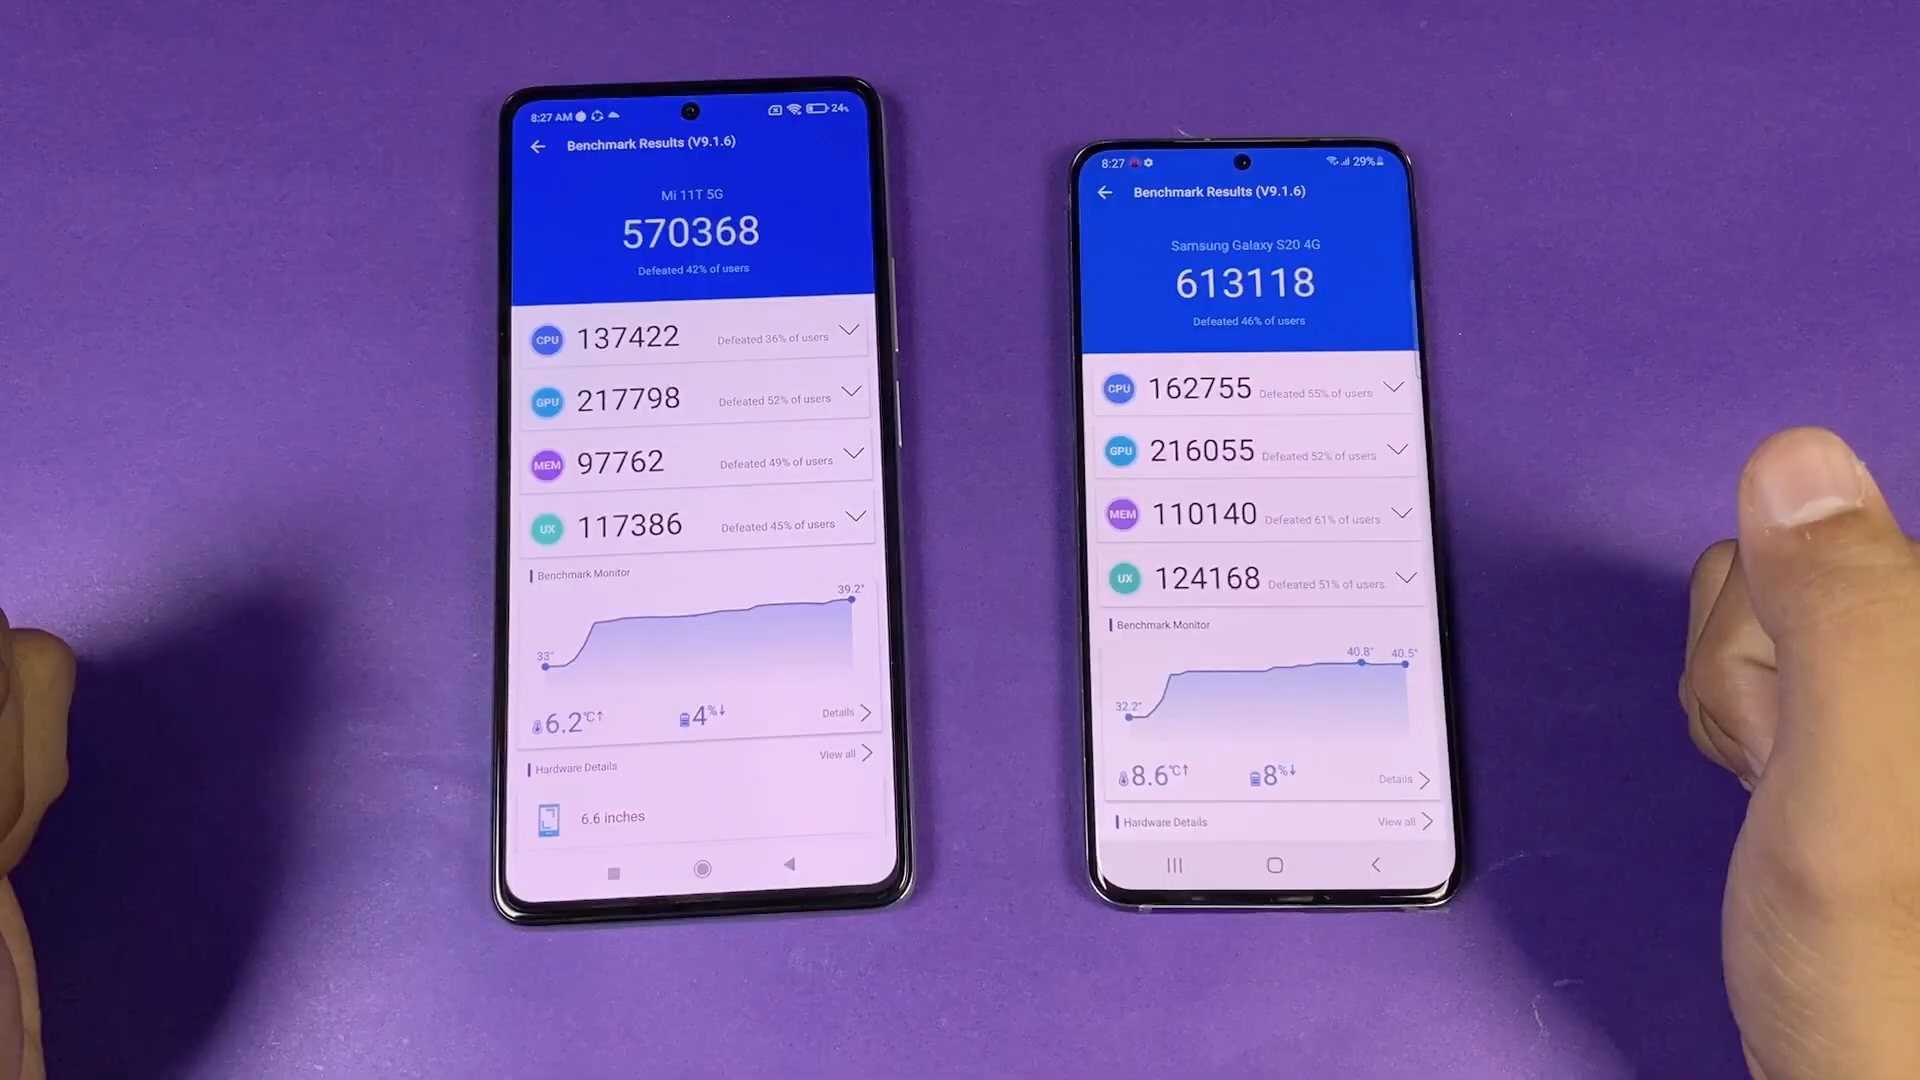 8:27 AM
24%
Benchmark Results (V9.1.6)
Mi 11T 5G
570368
Defeated 42% of users
CPU 137422 Defeated 36% of users
GPU 217798 Defeated 52% of users
MEM 97762 Defeated 49% of users
UX 117386 Defeated 45% of users
Benchmark Monitor
39.2°
33°
6.2°C↑ 4%↓ Details
Hardware Details View all
6.6 inches
8:27
29%
Benchmark Results (V9.1.6)
Samsung Galaxy S20 4G
613118
Defeated 46% of users
CPU 162755 Defeated 55% of users
GPU 216055 Defeated 52% of users
MEM 110140 Defeated 61% of users
UX 124168 Defeated 51% of users
Benchmark Monitor
40.8° 40.5°
32.2°
8.6°C↑ 8%↓ Details
Hardware Details View all